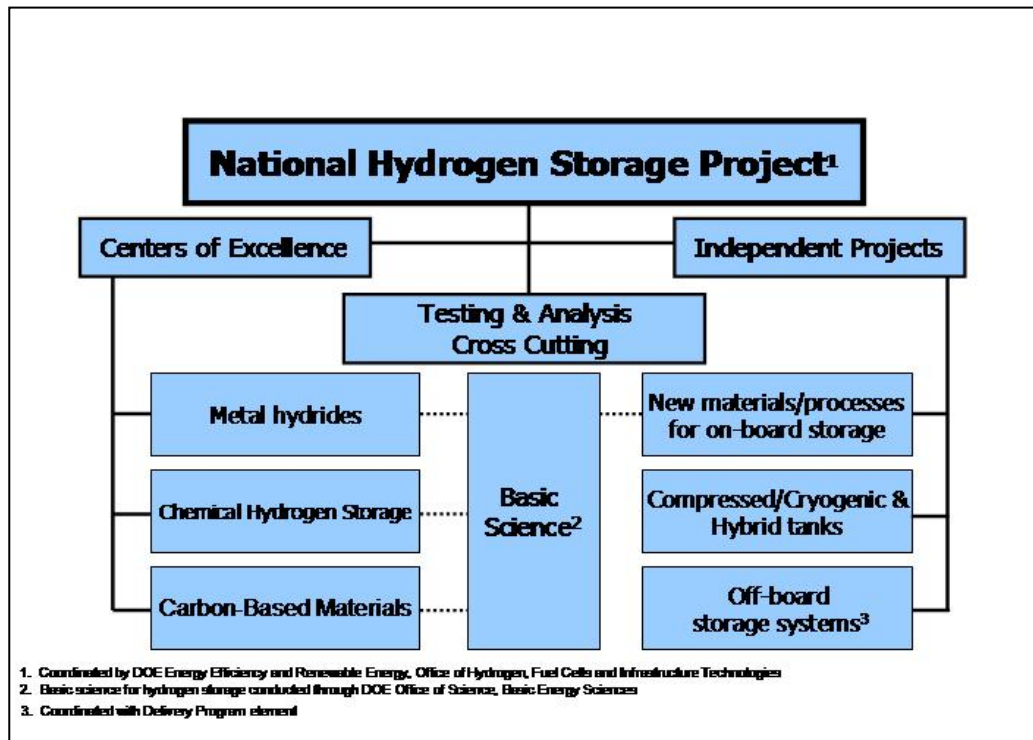 National Hydrogen Storage Project¹
Centers of Excellence
Independent Projects
Testing & Analysis
Cross Cutting
Metal hydrides
Chemical Hydrogen Storage
Carbon-Based Materials
Basic
Science²
New materials/processes
for on-board storage
Compressed/Cryogenic &
Hybrid tanks
Off-board
storage systems³
1. Coordinated by DOE Energy Efficiency and Renewable Energy, Office of Hydrogen, Fuel Cells and Infrastructure Technologies
2. Basic science for hydrogen storage conducted through DOE Office of Science, Basic Energy Sciences
3. Coordinated with Delivery Program element